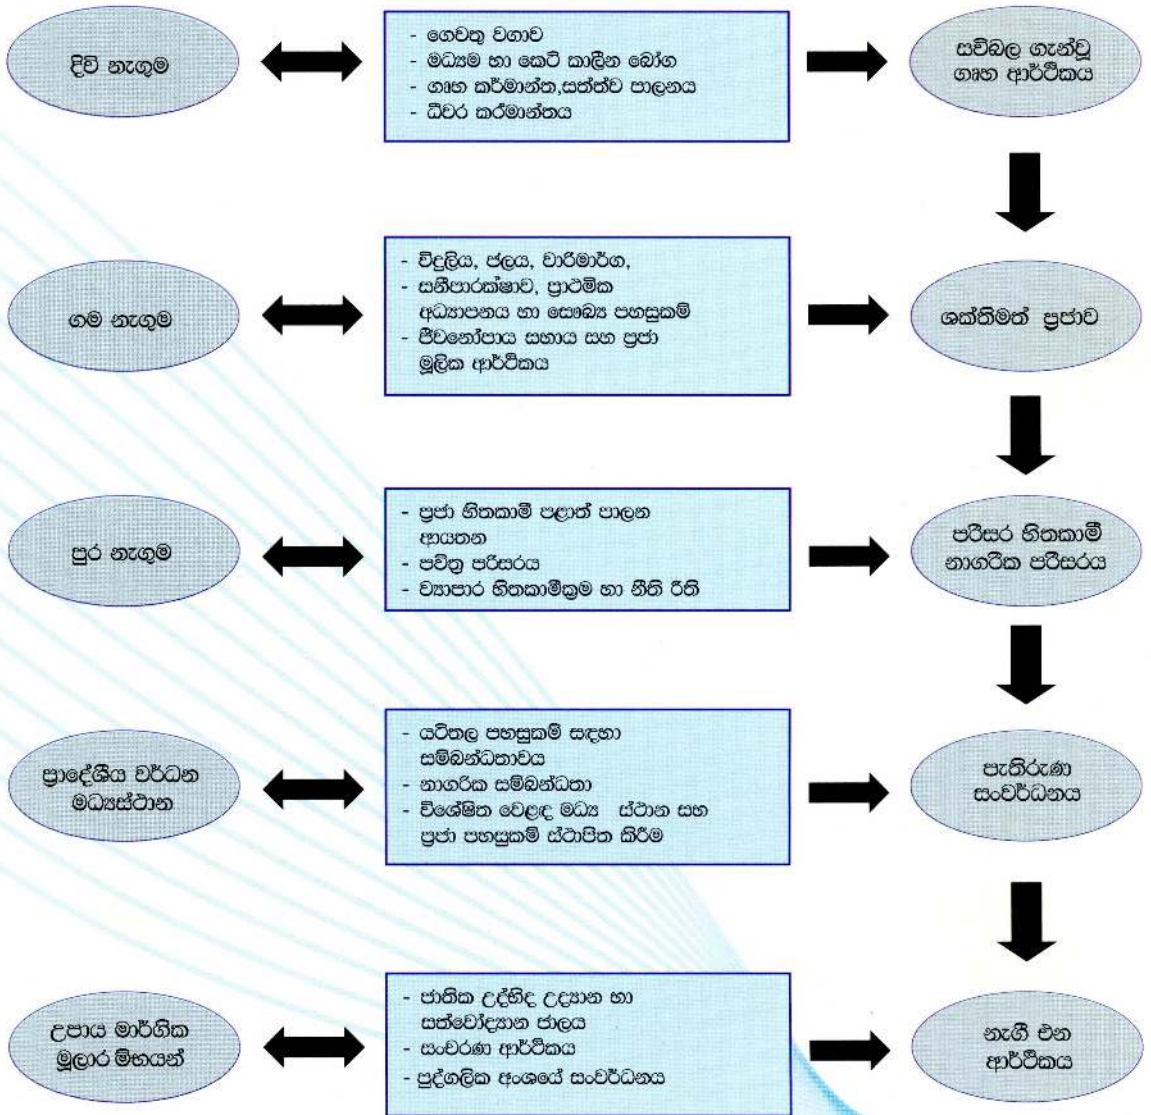 දිවි නැගුම
- ගෙවතු වගාව
- මධ්‍යම හා කෙටි කාලීන බෝග
- ගෘහ කර්මාන්ත,සත්ත්ව පාලනය
- ධීවර කර්මාන්තය
සවිබල ගැන්වූ
ගෘහ ආර්ථිකය
ගම නැගුම
- විදුලිය, ජලය, වාරිමාර්ග,
- සනීපාරක්ෂාව, ප්‍රාථමික
අධ්‍යාපනය හා සෞඛ්‍ය පහසුකම්
- ජීවනෝපාය සහාය සහ ප්‍රජා
මූලික ආර්ථිකය
ශක්තිමත් ප්‍රජාව
පුර නැගුම
- ප්‍රජා හිතකාමී පළාත් පාලන
ආයතන
- පවිත්‍ර පරිසරය
- ව්‍යාපාර හිතකාමීක්‍රම හා නීති රීති
පරිසර හිතකාමී
නාගරික පරිසරය
ප්‍රාදේශීය වර්ධන
මධ්‍යස්ථාන
- යටිතල පහසුකම් සඳහා
සම්බන්ධතාවය
- නාගරික සම්බන්ධතා
- විශේෂිත වෙළඳ මධ්‍ය ස්ථාන සහ
ප්‍රජා පහසුකම් ස්ථාපිත කිරීම
පැතිරුණ
සංවර්ධනය
උපාය මාර්ගික
මූලාර ම්භයන්
- ජාතික උද්භිද උද්‍යාන හා
සත්වෝද්‍යාන ජාලය
- සංචරණ ආර්ථිකය
- පුද්ගලික අංශයේ සංවර්ධනය
නැගී එන
ආර්ථිකය